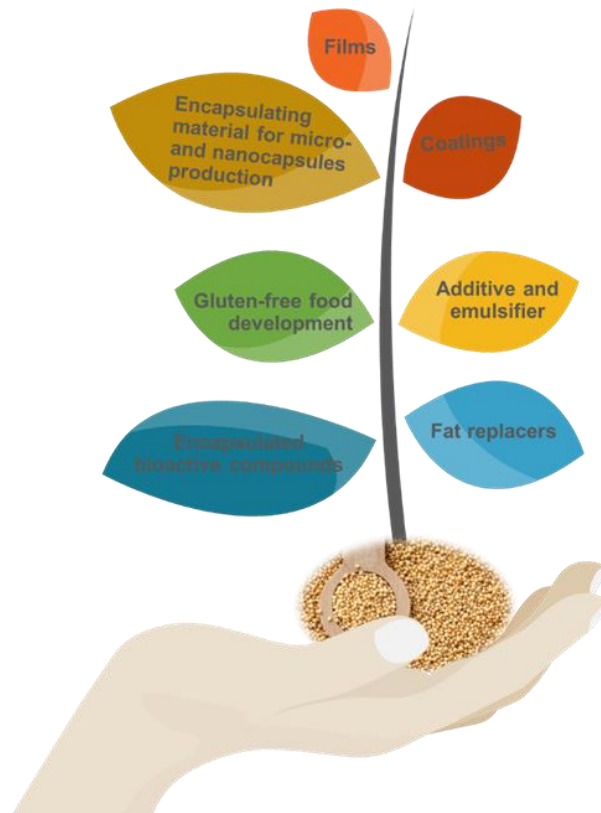 Films
Encapsulating
material for micro-
and nanocapsules
production
Coatings
Gluten-free food
development
Additive and
emulsifier
Encapsulated
bioactive compounds
Fat replacers